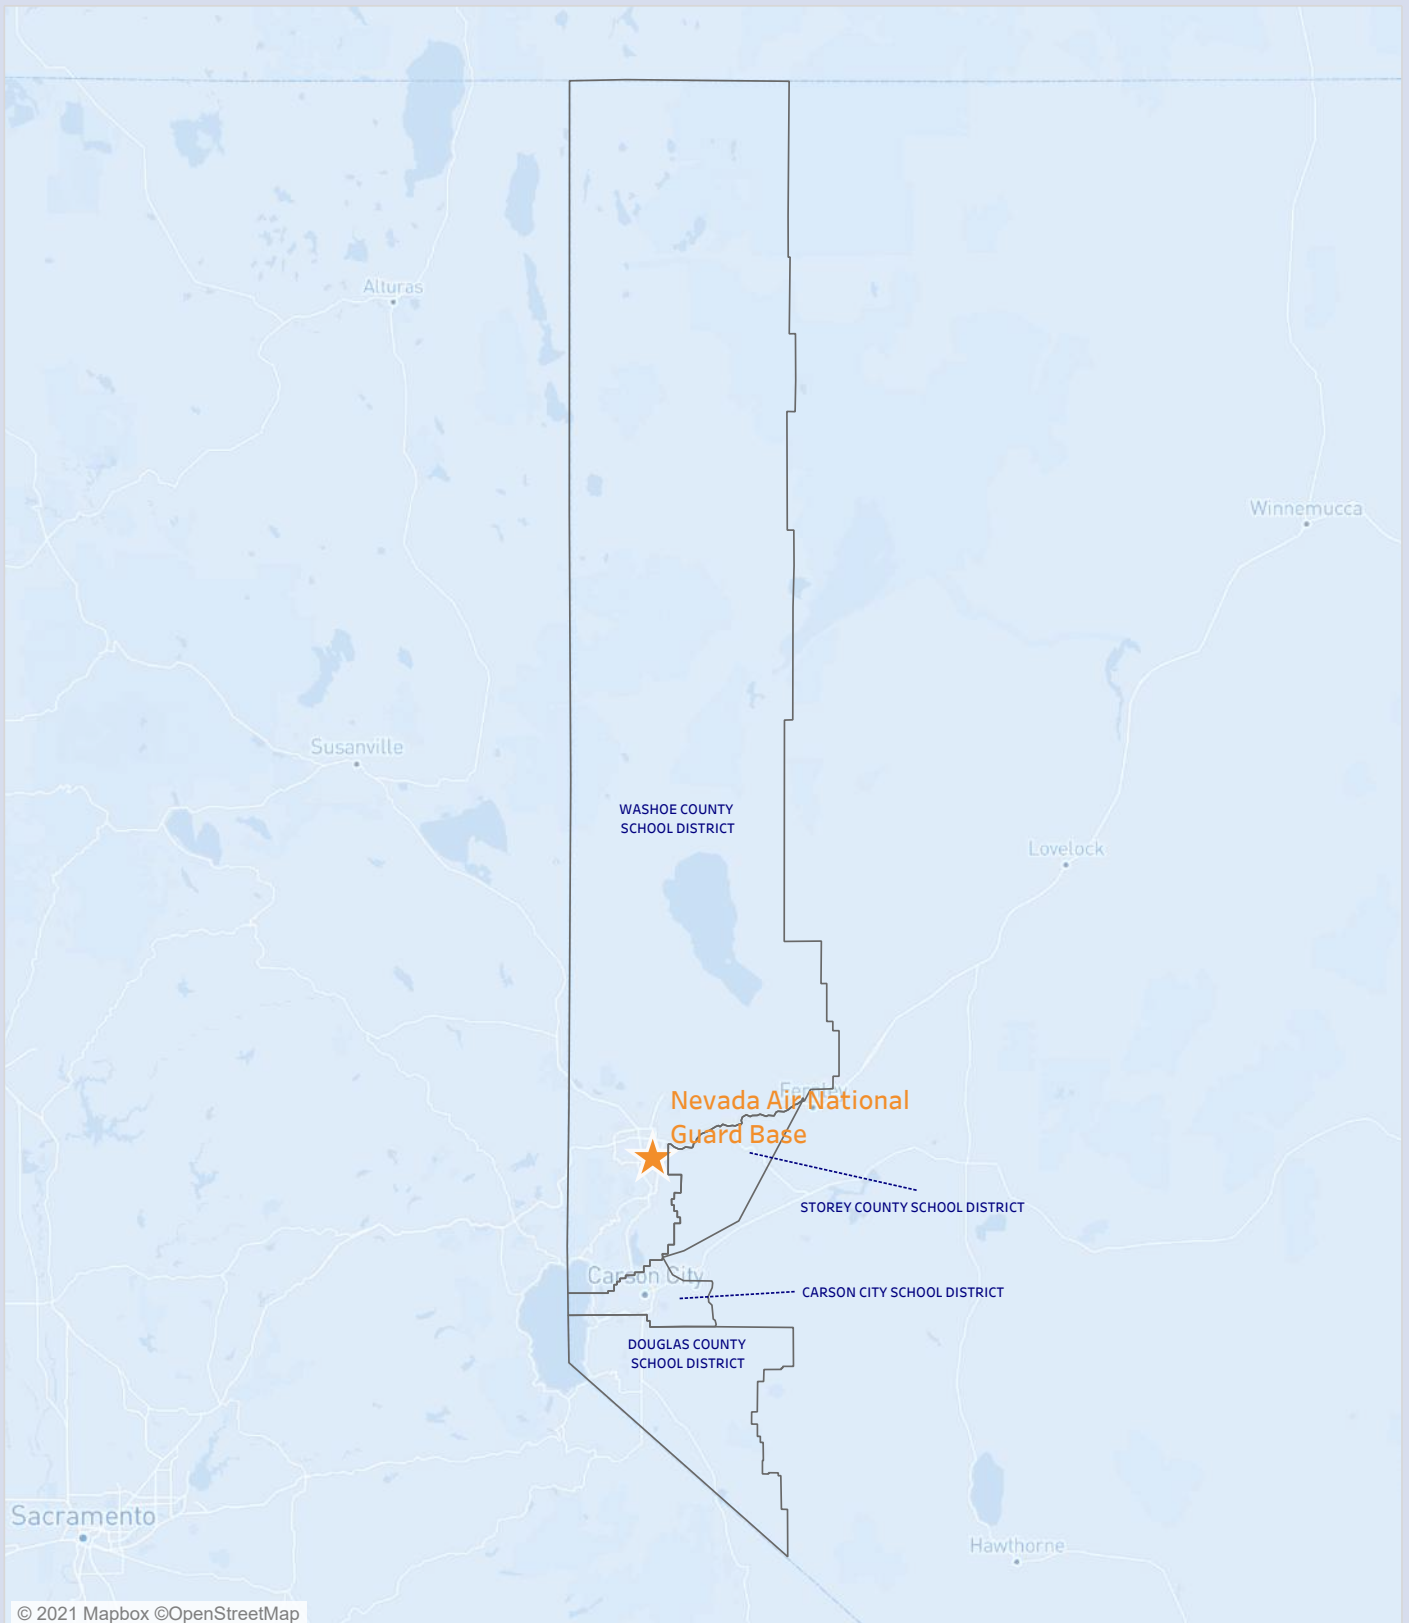 Alturas
Winnemucca
Susanville
WASHOE COUNTY
SCHOOL DISTRICT
Lovelock
Fernley
Nevada Air National
Guard Base
STOREY COUNTY SCHOOL DISTRICT
Carson City
CARSON CITY SCHOOL DISTRICT
DOUGLAS COUNTY
SCHOOL DISTRICT
Sacramento
Hawthorne
© 2021 Mapbox ©OpenStreetMap